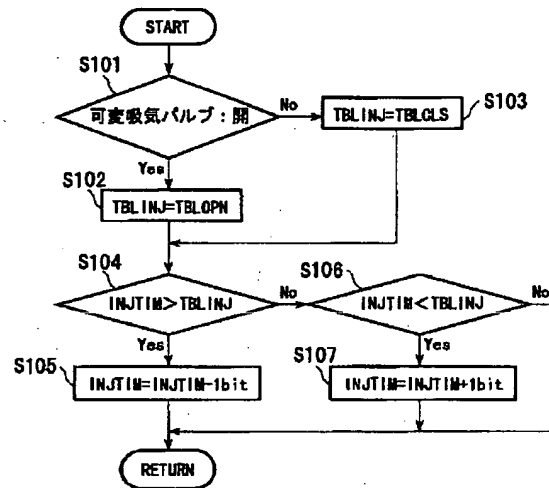 START
S101
可変吸気バルブ：開
No
TBLINJ=TBLCLS
S103
Yes
S102
TBLINJ=TBLOPN
S104
INJTIM>TBLINJ
No
S106
INJTIM<TBLINJ
No
Yes
S105
INJTIM=INJTIM-1bit
Yes
S107
INJTIM=INJTIM+1bit
RETURN